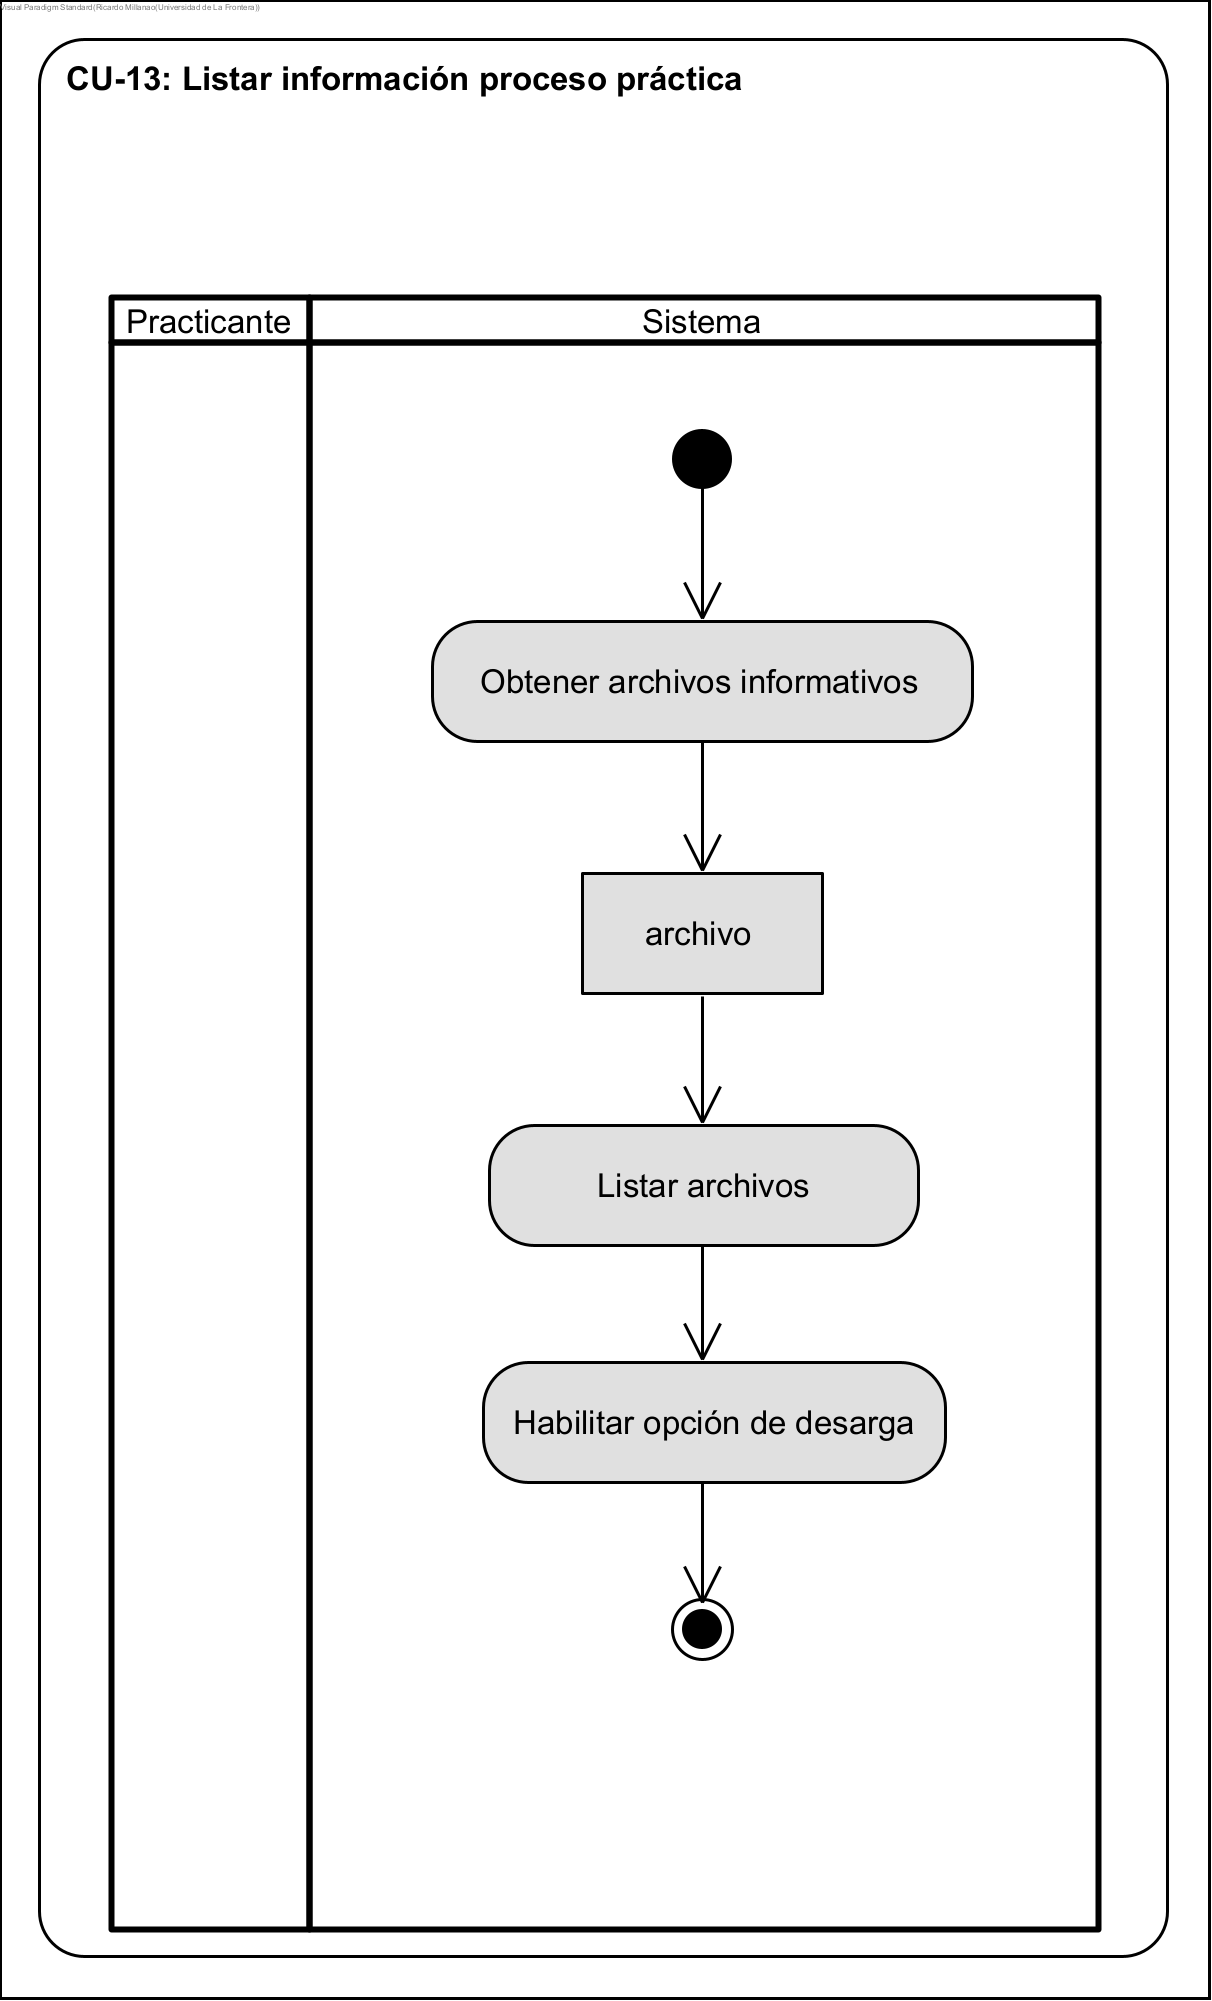 Visual Paradigm Standard(Ricardo Millanao(Universidad de La Frontera))
CU-13: Listar información proceso práctica
Practicante
Sistema
Obtener archivos informativos
archivo
Listar archivos
Habilitar opción de desarga